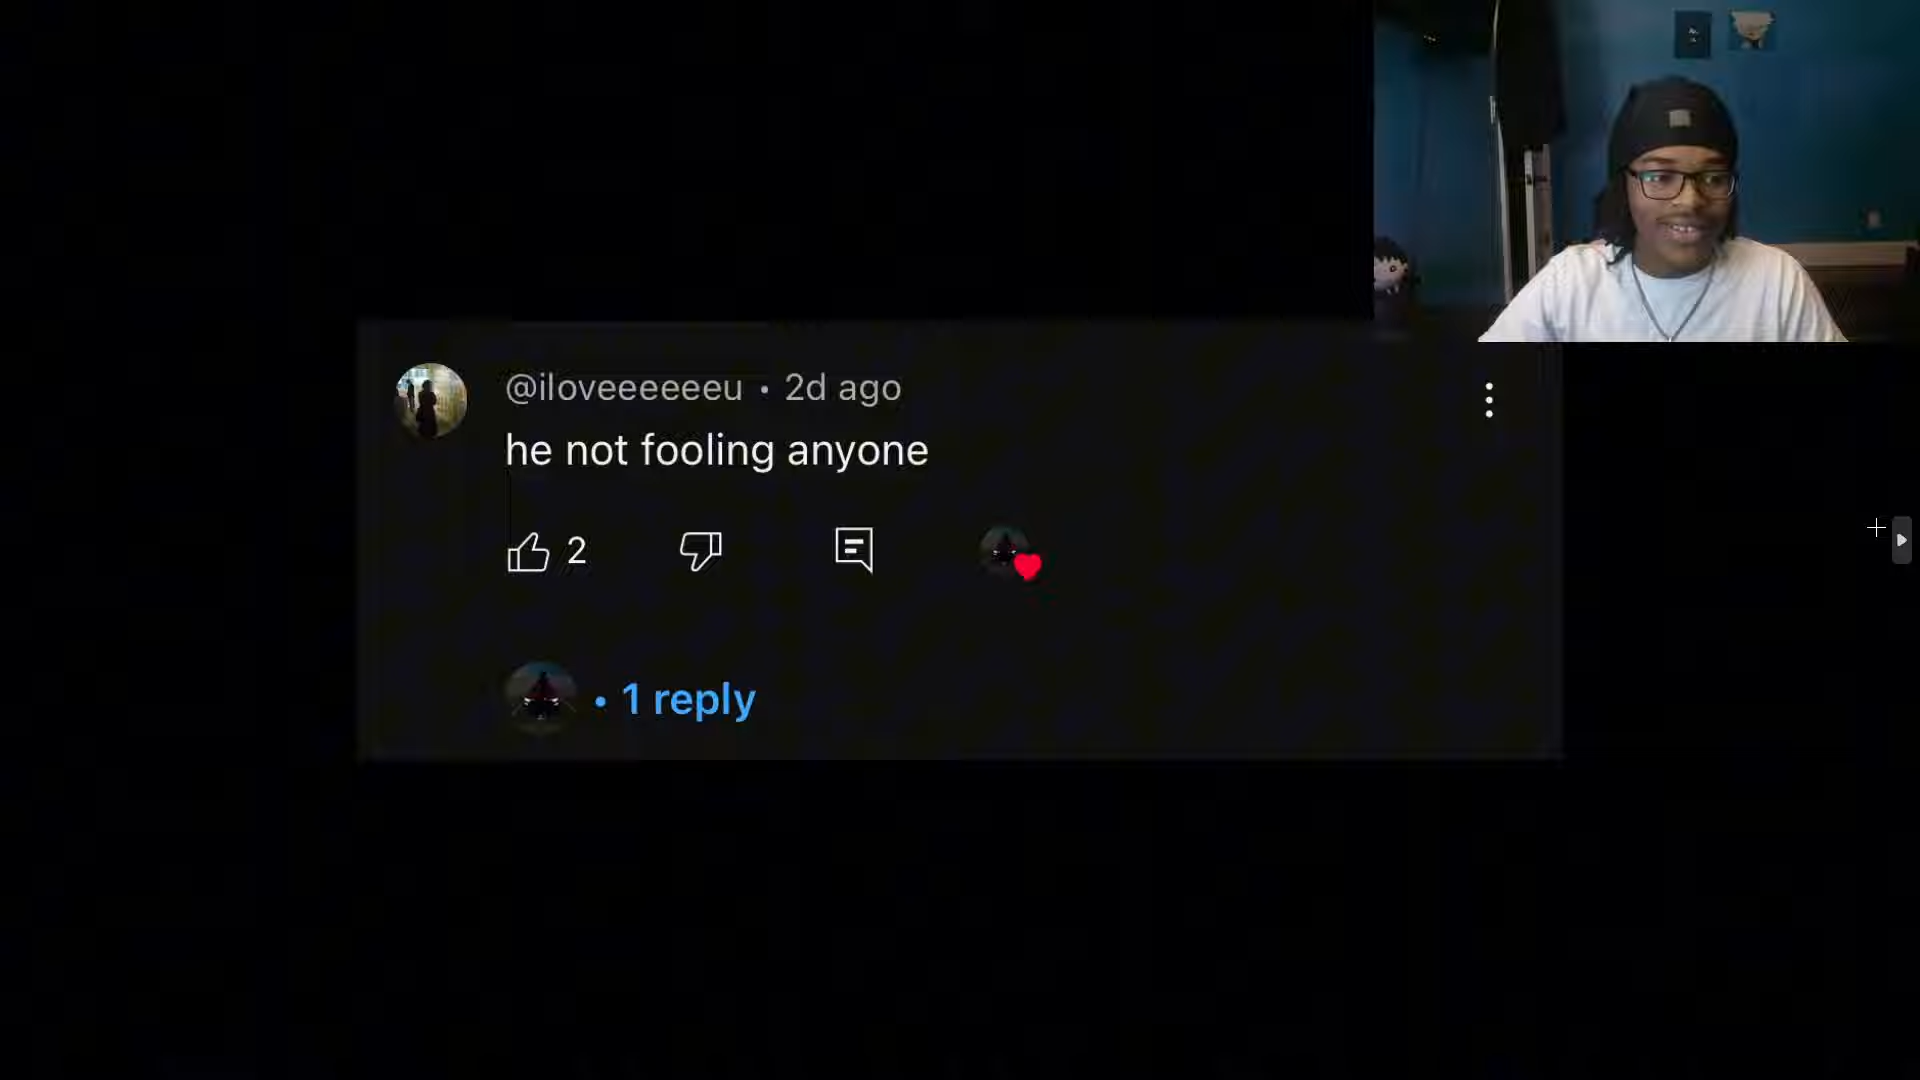 @iloveeeeeeu • 2d ago
he not fooling anyone
2
• 1 reply